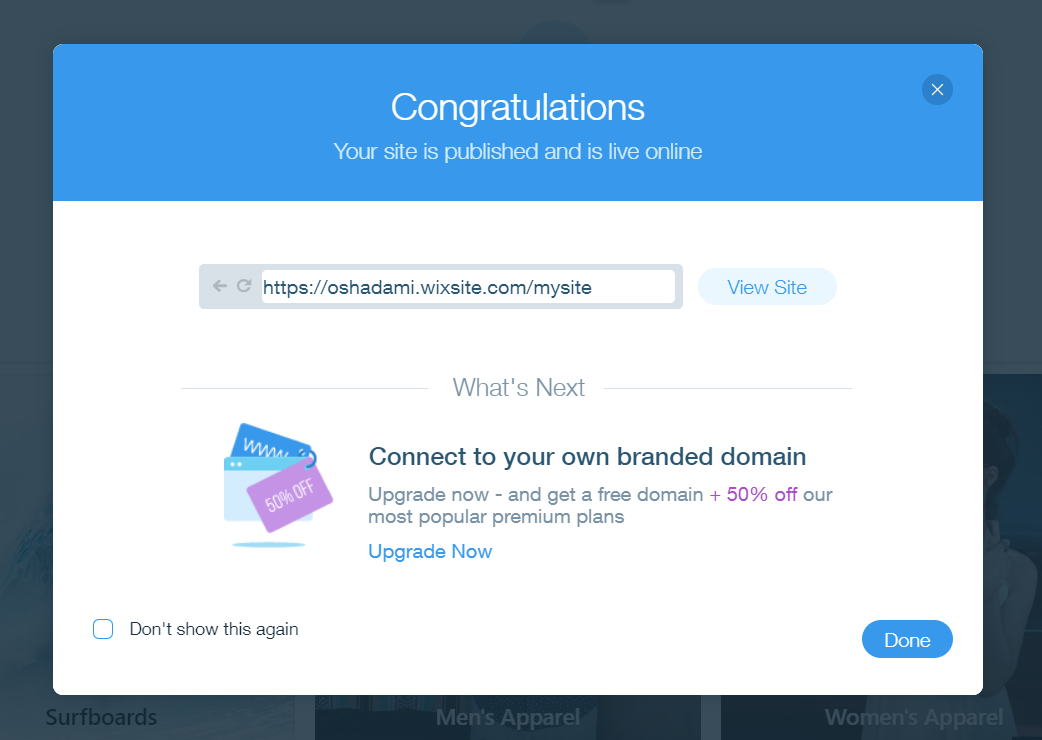 Congratulations
Your site is published and is live online
https://oshadami.wixsite.com/mysite
View Site
What's Next
www.
50% OFF
Connect to your own branded domain
Upgrade now - and get a free domain + 50% off our
most popular premium plans
Upgrade Now
Don't show this again
Done
Surfboards
Men's Apparel
Women's Apparel